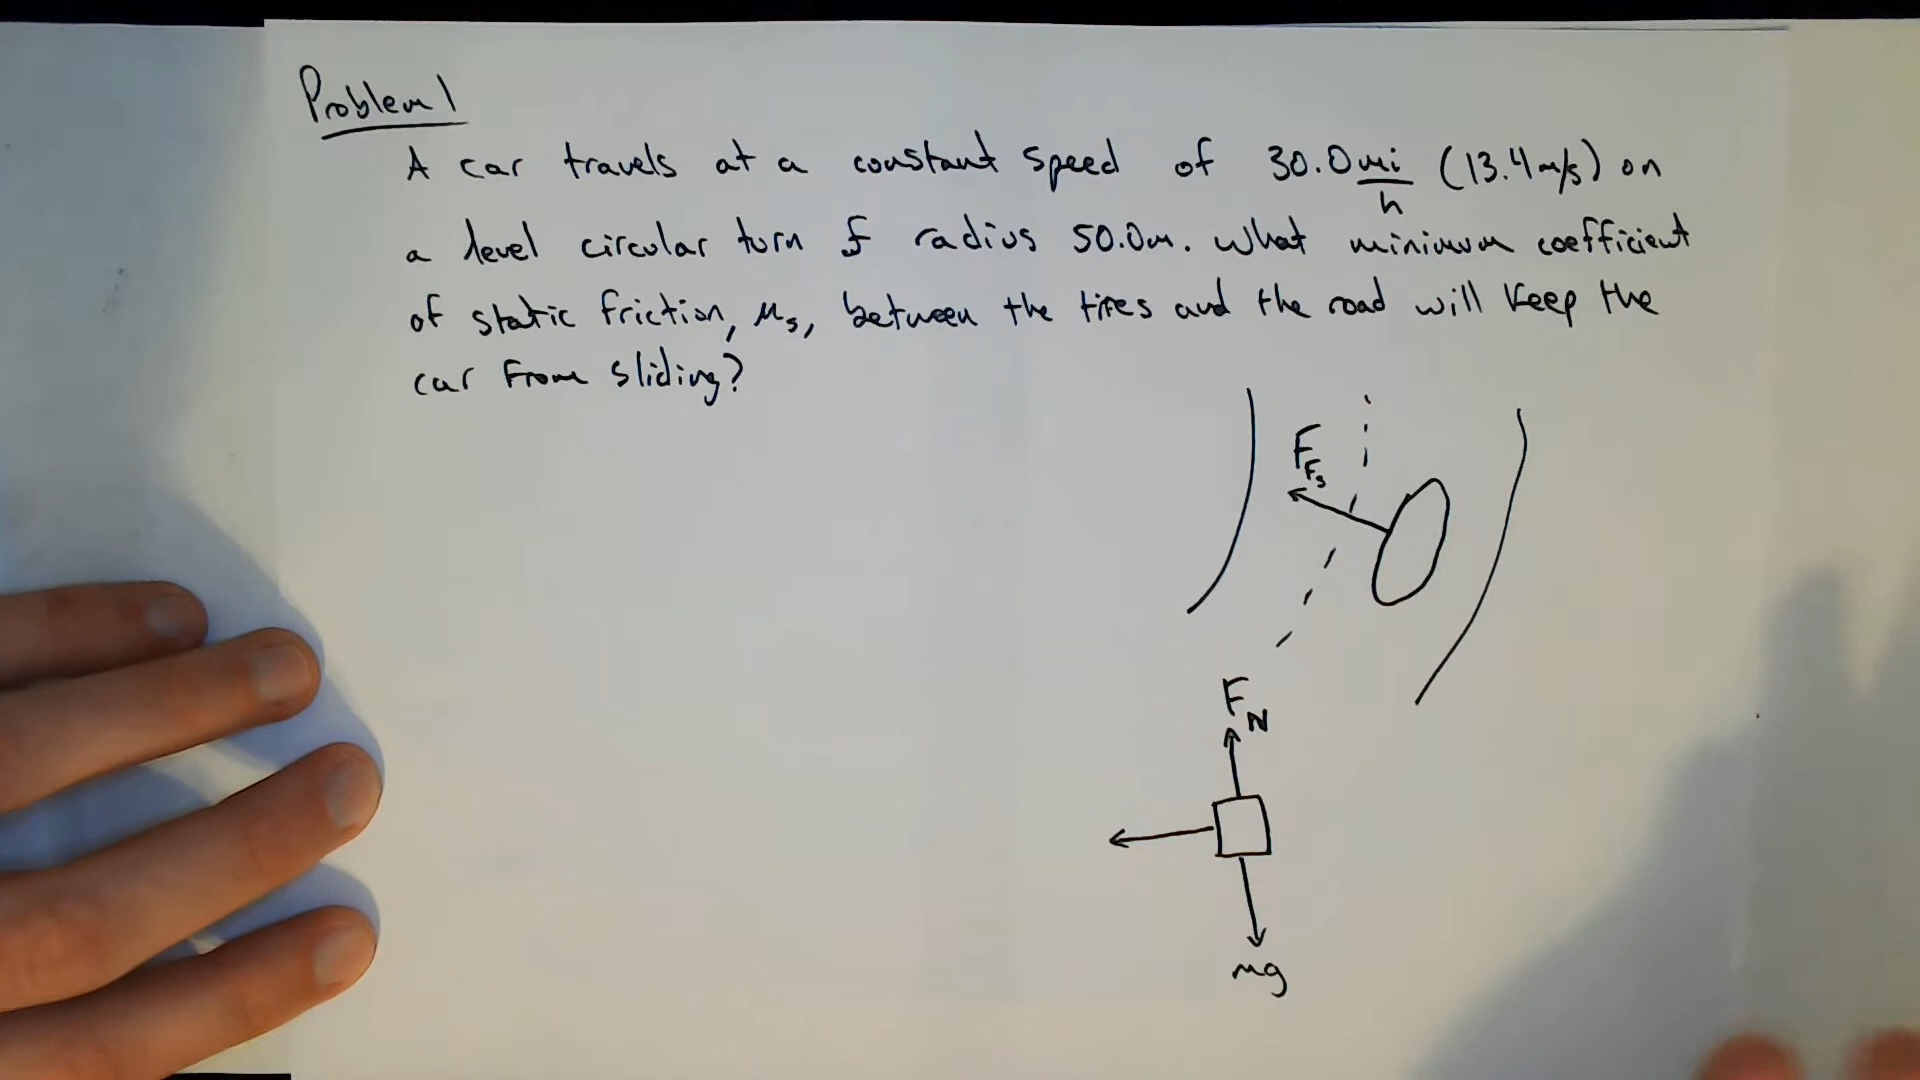 Problem 1
A car travels at a constant speed of 30.0 mi/h (13.4 m/s) on
a level circular turn of radius 50.0m. What minimum coefficient
of static friction, μs, between the tires and the road will keep the
car from sliding?
Ffs
FN
mg